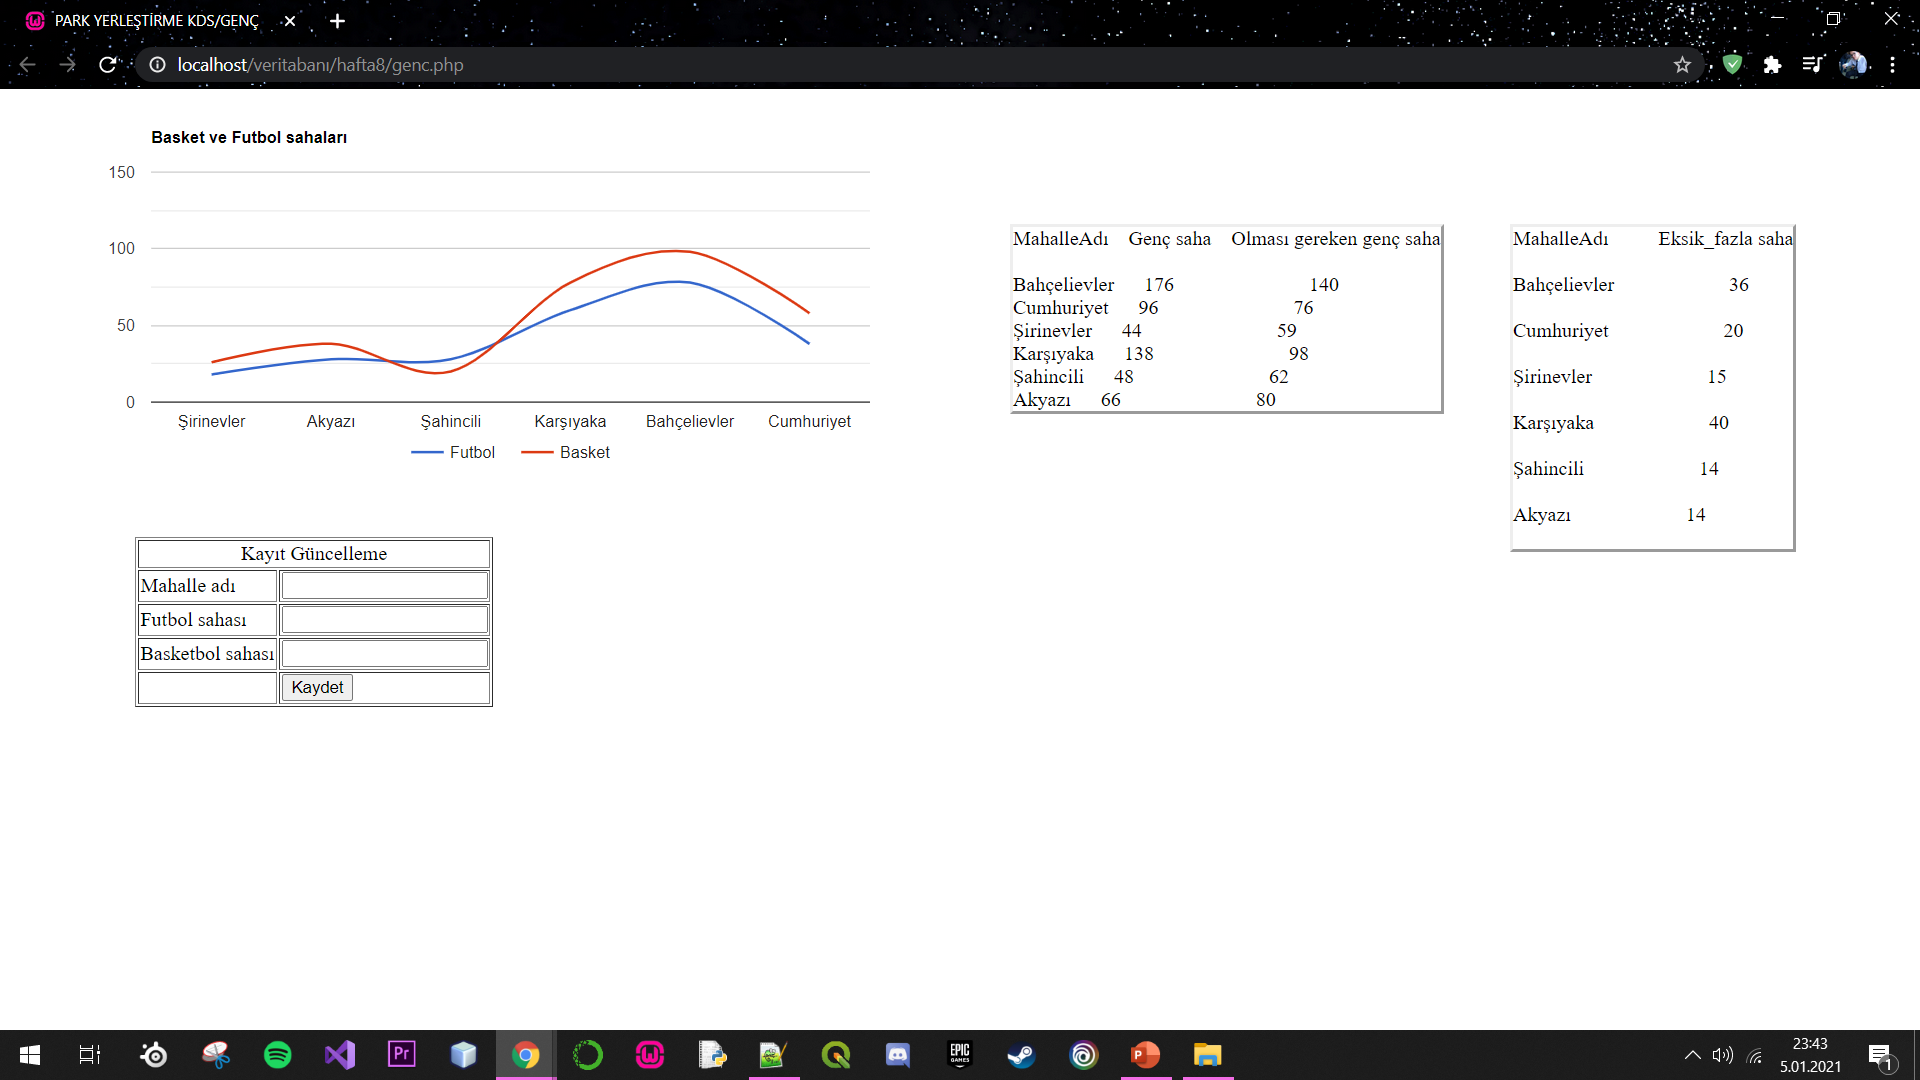 PARK YERLEŞTİRME KDS/GENÇ
localhost/veritabanı/hafta8/genc.php
Basket ve Futbol sahaları
150
100
50
0
Şirinevler Akyazı Şahincili Karşıyaka Bahçelievler Cumhuriyet
Futbol Basket
MahalleAdı Genç saha Olması gereken genç saha
Bahçelievler 176 140
Cumhuriyet 96 76
Şirinevler 44 59
Karşıyaka 138 98
Şahincili 48 62
Akyazı 66 80
MahalleAdı Eksik_fazla saha
Bahçelievler 36
Cumhuriyet 20
Şirinevler 15
Karşıyaka 40
Şahincili 14
Akyazı 14
Kayıt Güncelleme
Mahalle adı
Futbol sahası
Basketbol sahası
Kaydet
Pr
EPIC
GAMES
P
23:43
5.01.2021
1